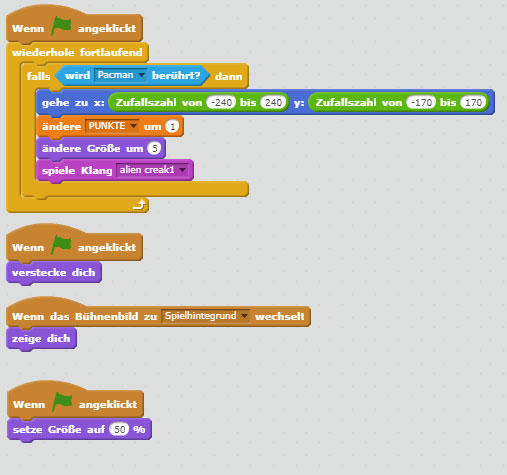 Wenn angeklickt
wiederhole fortlaufend
falls wird Pacman berührt? dann
gehe zu x: Zufallszahl von -240 bis 240 y: Zufallszahl von -170 bis 170
ändere PUNKTE um 1
ändere Größe um 5
spiele Klang alien creak1
Wenn angeklickt
verstecke dich
Wenn das Bühnenbild zu Spielhintegrund wechselt
zeige dich
Wenn angeklickt
setze Größe auf 50 %